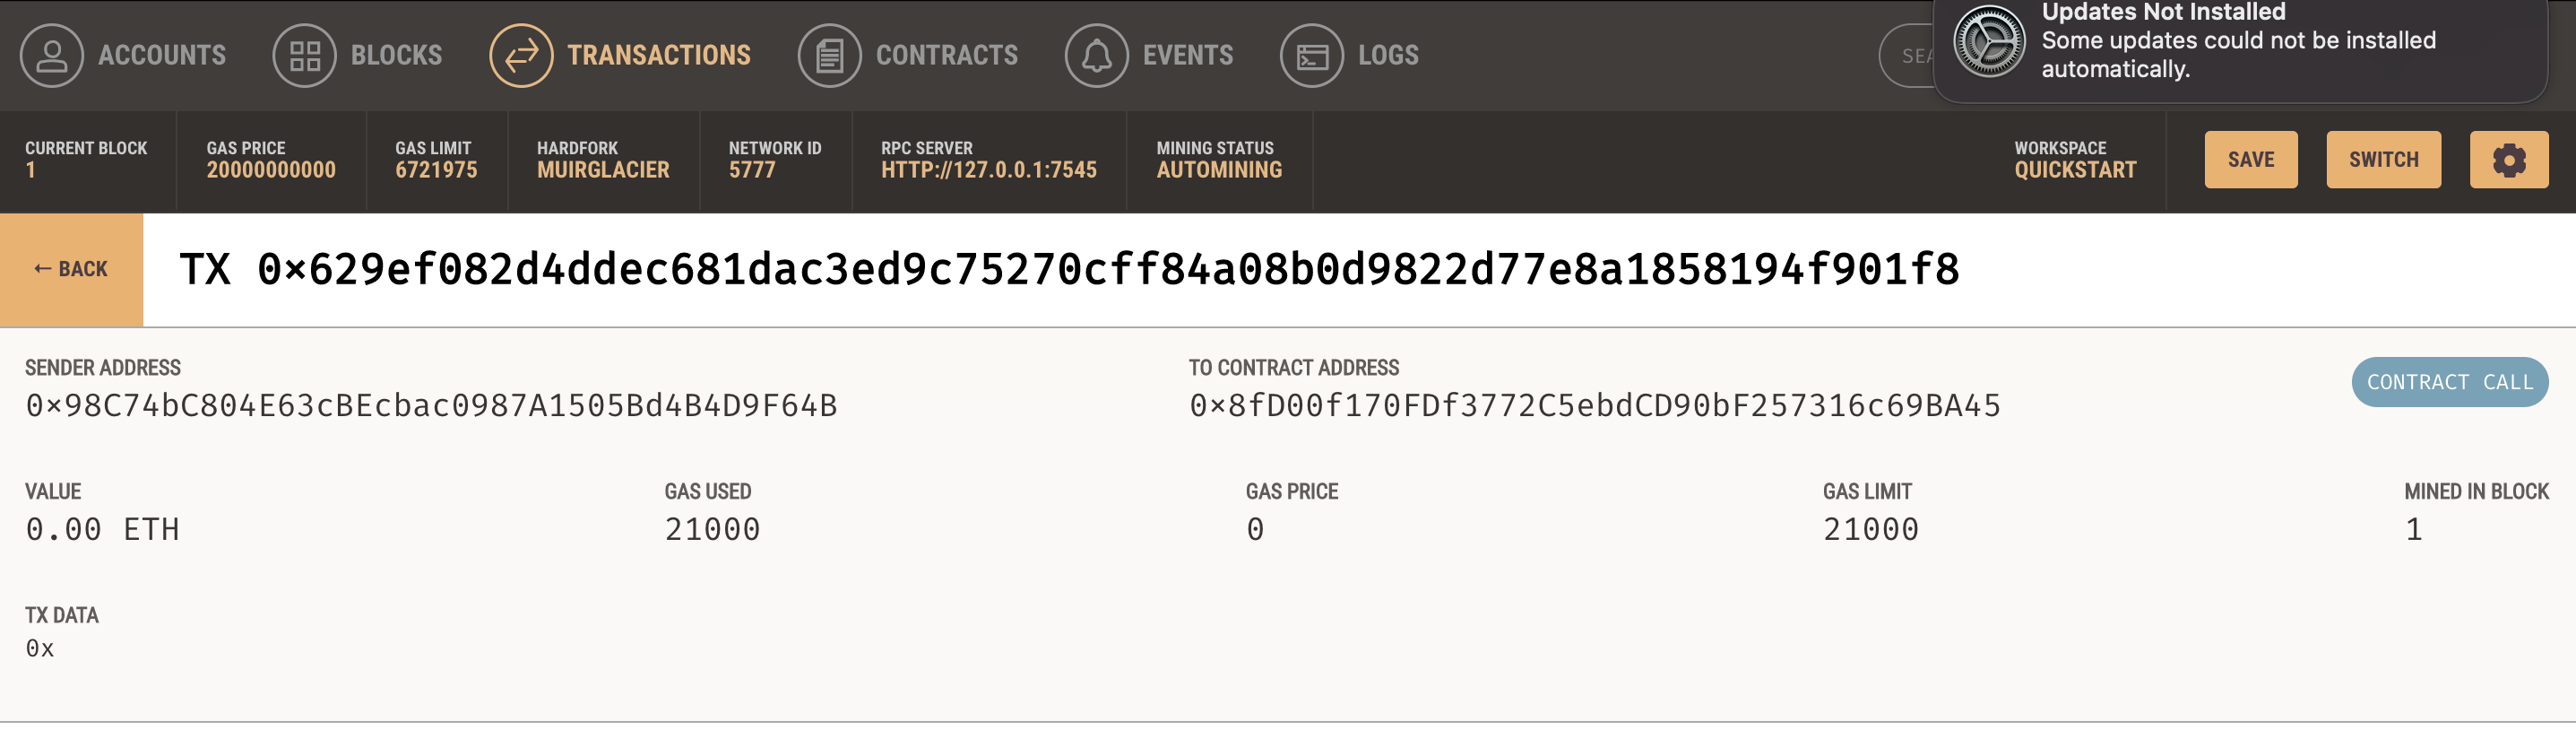 ACCOUNTS BLOCKS TRANSACTIONS CONTRACTS EVENTS LOGS
Updates Not Installed
Some updates could not be installed
automatically.
CURRENT BLOCK
1
GAS PRICE
20000000000
GAS LIMIT
6721975
HARDFORK
MUIRGLACIER
NETWORK ID
5777
RPC SERVER
HTTP://127.0.0.1:7545
MINING STATUS
AUTOMINING
WORKSPACE
QUICKSTART
SAVE
SWITCH
← BACK
TX 0×629ef082d4ddec681dac3ed9c75270cff84a08b0d9822d77e8a1858194f901f8
SENDER ADDRESS
0×98C74bC804E63cBEcbac0987A1505Bd4B4D9F64B
TO CONTRACT ADDRESS
0×8fD00f170FDf3772C5ebdCD90bF257316c69BA45
CONTRACT CALL
VALUE
0.00 ETH
GAS USED
21000
GAS PRICE
0
GAS LIMIT
21000
MINED IN BLOCK
1
TX DATA
0x